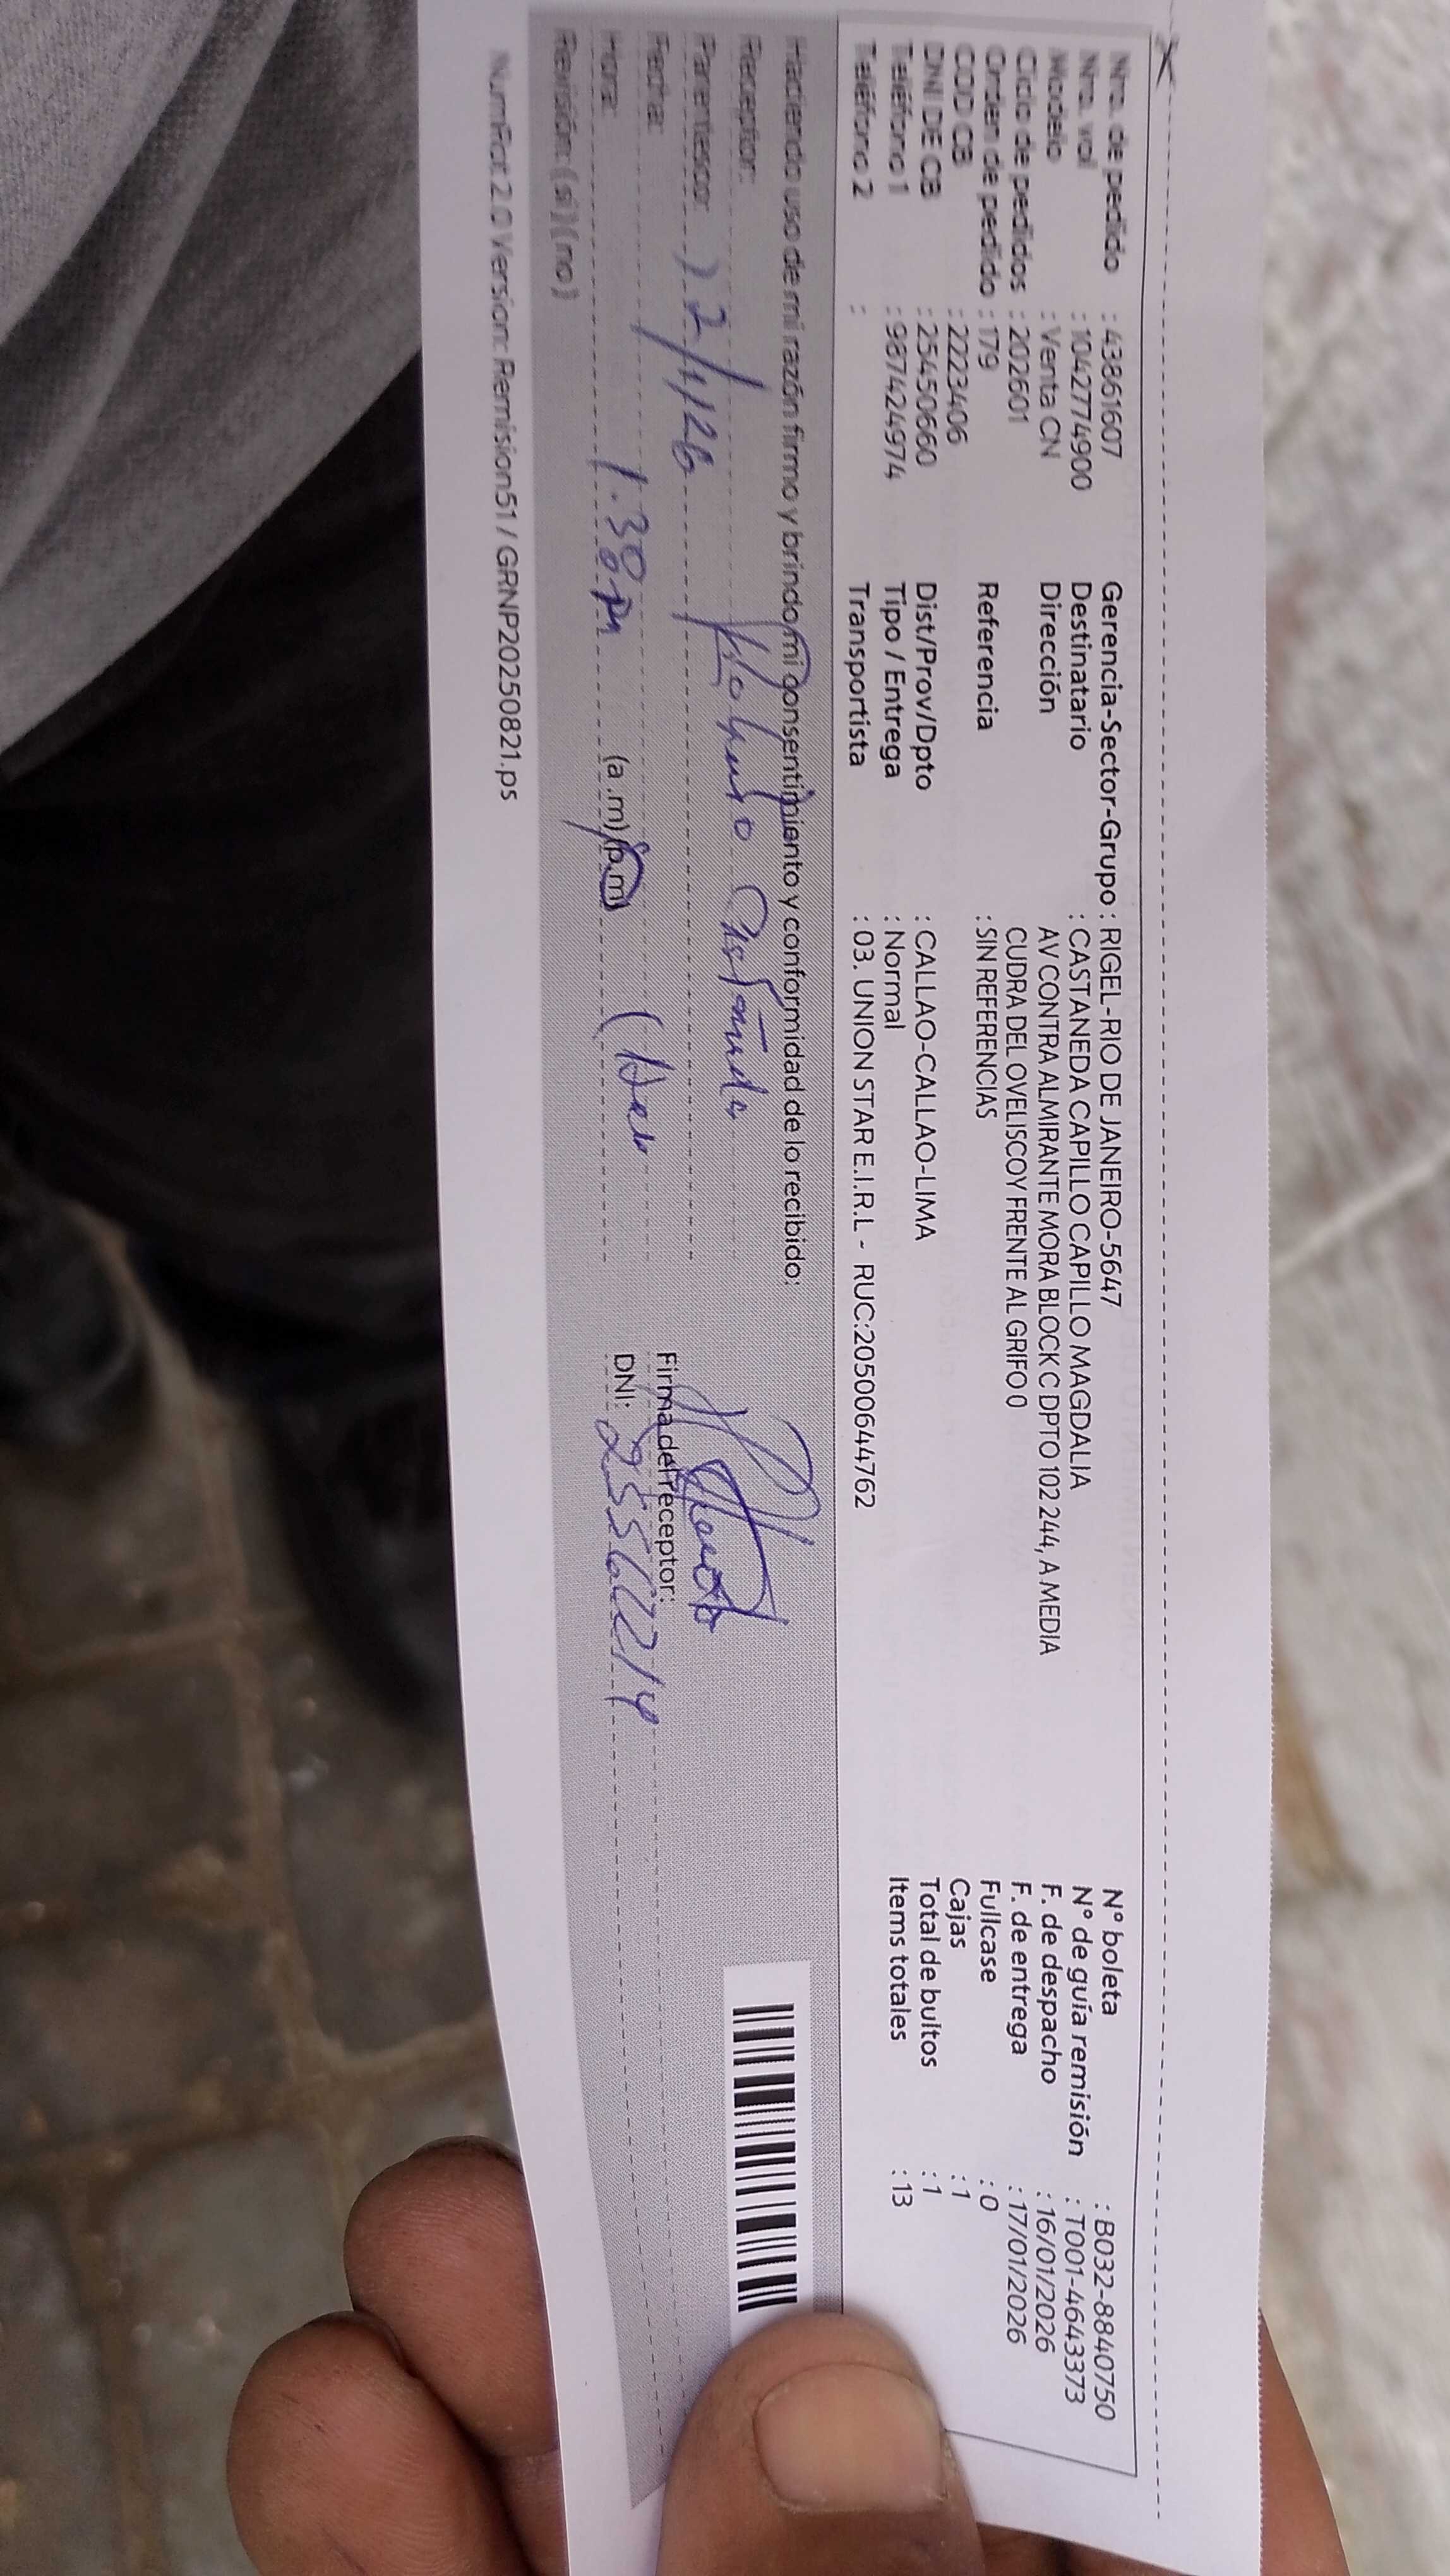 Nro. de pedido : 43861607
Nro. vol : 1042774900
Modelo : Venta CN
Ciclo de pedidos : 202601
Orden de pedido : 179
COD CB : 2223406
DNI DE CB : 25450660
Teléfono 1 : 987424974
Teléfono 2 :
Gerencia-Sector-Grupo : RIGEL-RIO DE JANEIRO-5647
Destinatario : CASTANEDA CAPILLO CAPILLO MAGDALIA
Dirección AV CONTRA ALMIRANTE MORA BLOCK C DPTO 102 244, A MEDIA
CUDRA DEL OVELISCOY FRENTE AL GRIFO 0
Referencia : SIN REFERENCIAS
Dist/Prov/Dpto : CALLAO-CALLAO-LIMA
Tipo / Entrega : Normal
Transportista : 03. UNION STAR E.I.R.L - RUC:20500644762
N° boleta : B032-8840750
N° de guía remisión : T001-4643373
F. de despacho : 16/01/2026
F. de entrega : 17/01/2026
Fullcase : 0
Cajas : 1
Total de bultos : 1
Items totales : 13
Haciendo uso de mi razón firmo y brindo mi consentimiento y conformidad de lo recibido:
Receptor:
Parentesco:
Fecha:
Hora: 1.30 pm (a.m) (p.m)
Revisión: (si) (no)
Firma del receptor:
DNI:
NumRot 2.0 Version: Remision51 / GRNP20250821.ps